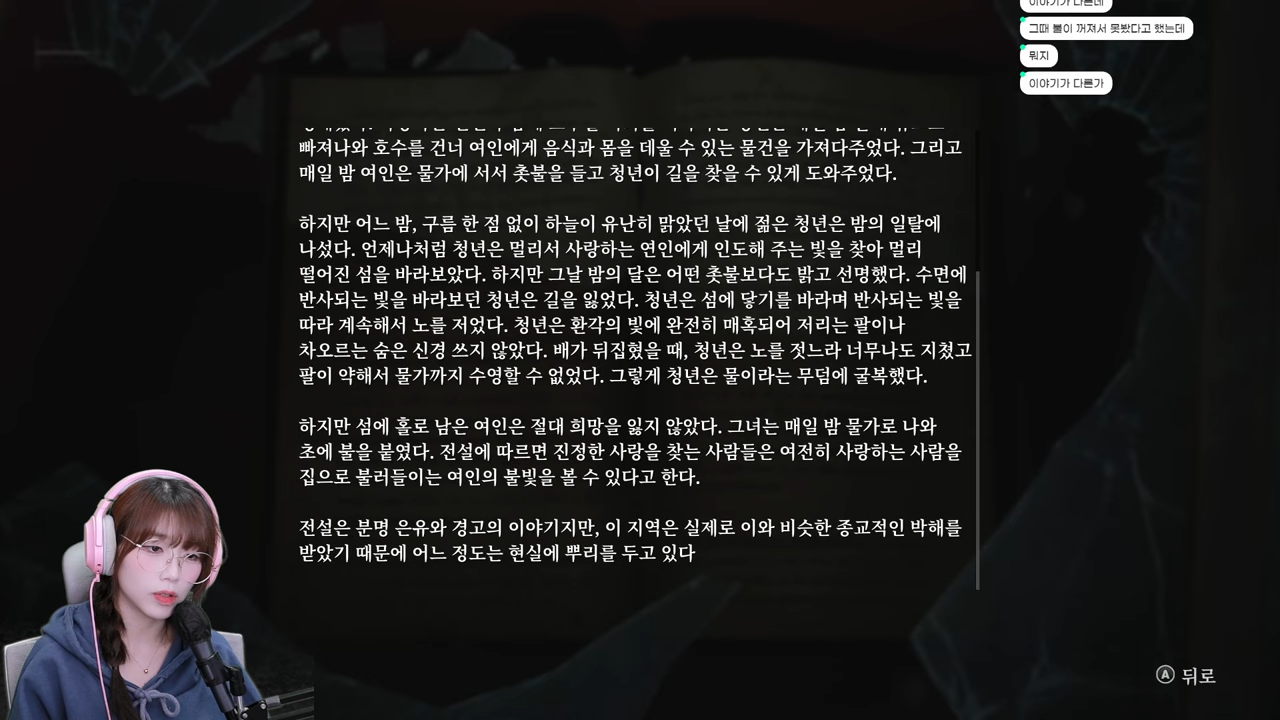 그때 불이 꺼져서 못봤다고 했는데
뭐지
이야기가 다른가
빠져나와 호수를 건너 여인에게 음식과 몸을 데울 수 있는 물건을 가져다주었다. 그리고
매일 밤 여인은 물가에 서서 촛불을 들고 청년이 길을 찾을 수 있게 도와주었다.
하지만 어느 밤, 구름 한 점 없이 하늘이 유난히 맑았던 날에 젊은 청년은 밤의 일탈에
나섰다. 언제나처럼 청년은 멀리서 사랑하는 연인에게 인도해 주는 빛을 찾아 멀리
떨어진 섬을 바라보았다. 하지만 그날 밤의 달은 어떤 촛불보다도 밝고 선명했다. 수면에
반사되는 빛을 바라보던 청년은 길을 잃었다. 청년은 섬에 닿기를 바라며 반사되는 빛을
따라 계속해서 노를 저었다. 청년은 환각의 빛에 완전히 매혹되어 저리는 팔이나
차오르는 숨은 신경 쓰지 않았다. 배가 뒤집혔을 때, 청년은 노를 젓느라 너무나도 지쳤고
팔이 약해서 물가까지 수영할 수 없었다. 그렇게 청년은 물이라는 무덤에 굴복했다.
하지만 섬에 홀로 남은 여인은 절대 희망을 잃지 않았다. 그녀는 매일 밤 물가로 나와
초에 불을 붙였다. 전설에 따르면 진정한 사랑을 찾는 사람들은 여전히 사랑하는 사람을
집으로 불러들이는 여인의 불빛을 볼 수 있다고 한다.
전설은 분명 은유와 경고의 이야기지만, 이 지역은 실제로 이와 비슷한 종교적인 박해를
받았기 때문에 어느 정도는 현실에 뿌리를 두고 있다
A 뒤로